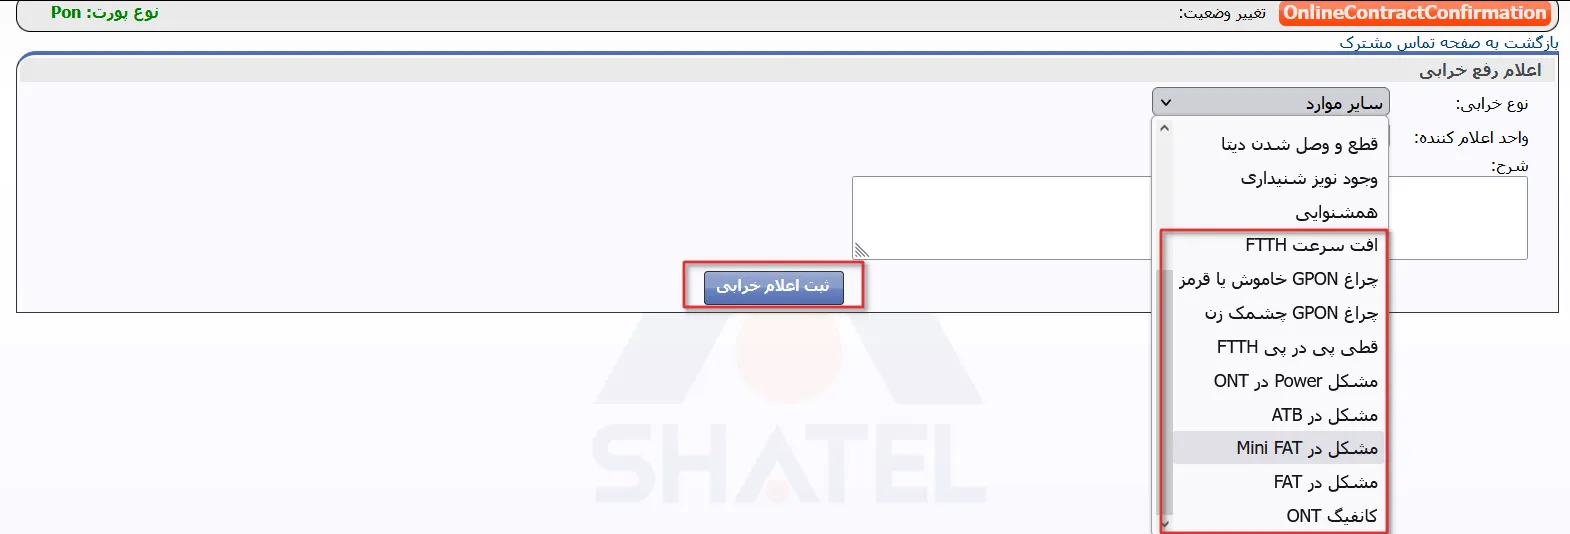 OnlineContractConfirmation تغییر وضعیت: نوع پورت: Pon
بازگشت به صفحه تماس مشترک
اعلام رفع خرابی
نوع خرابی: سایر موارد
واحد اعلام کننده:
شرح:
قطع و وصل شدن دیتا
وجود نویز شنیداری
همشنوایی
افت سرعت FTTH
چراغ GPON خاموش یا قرمز
چراغ GPON چشمک زن
قطی پی در پی FTTH
مشکل Power در ONT
مشکل در ATB
مشکل در Mini FAT
مشکل در FAT
کانفیگ ONT
ثبت اعلام خرابی
SHATEL